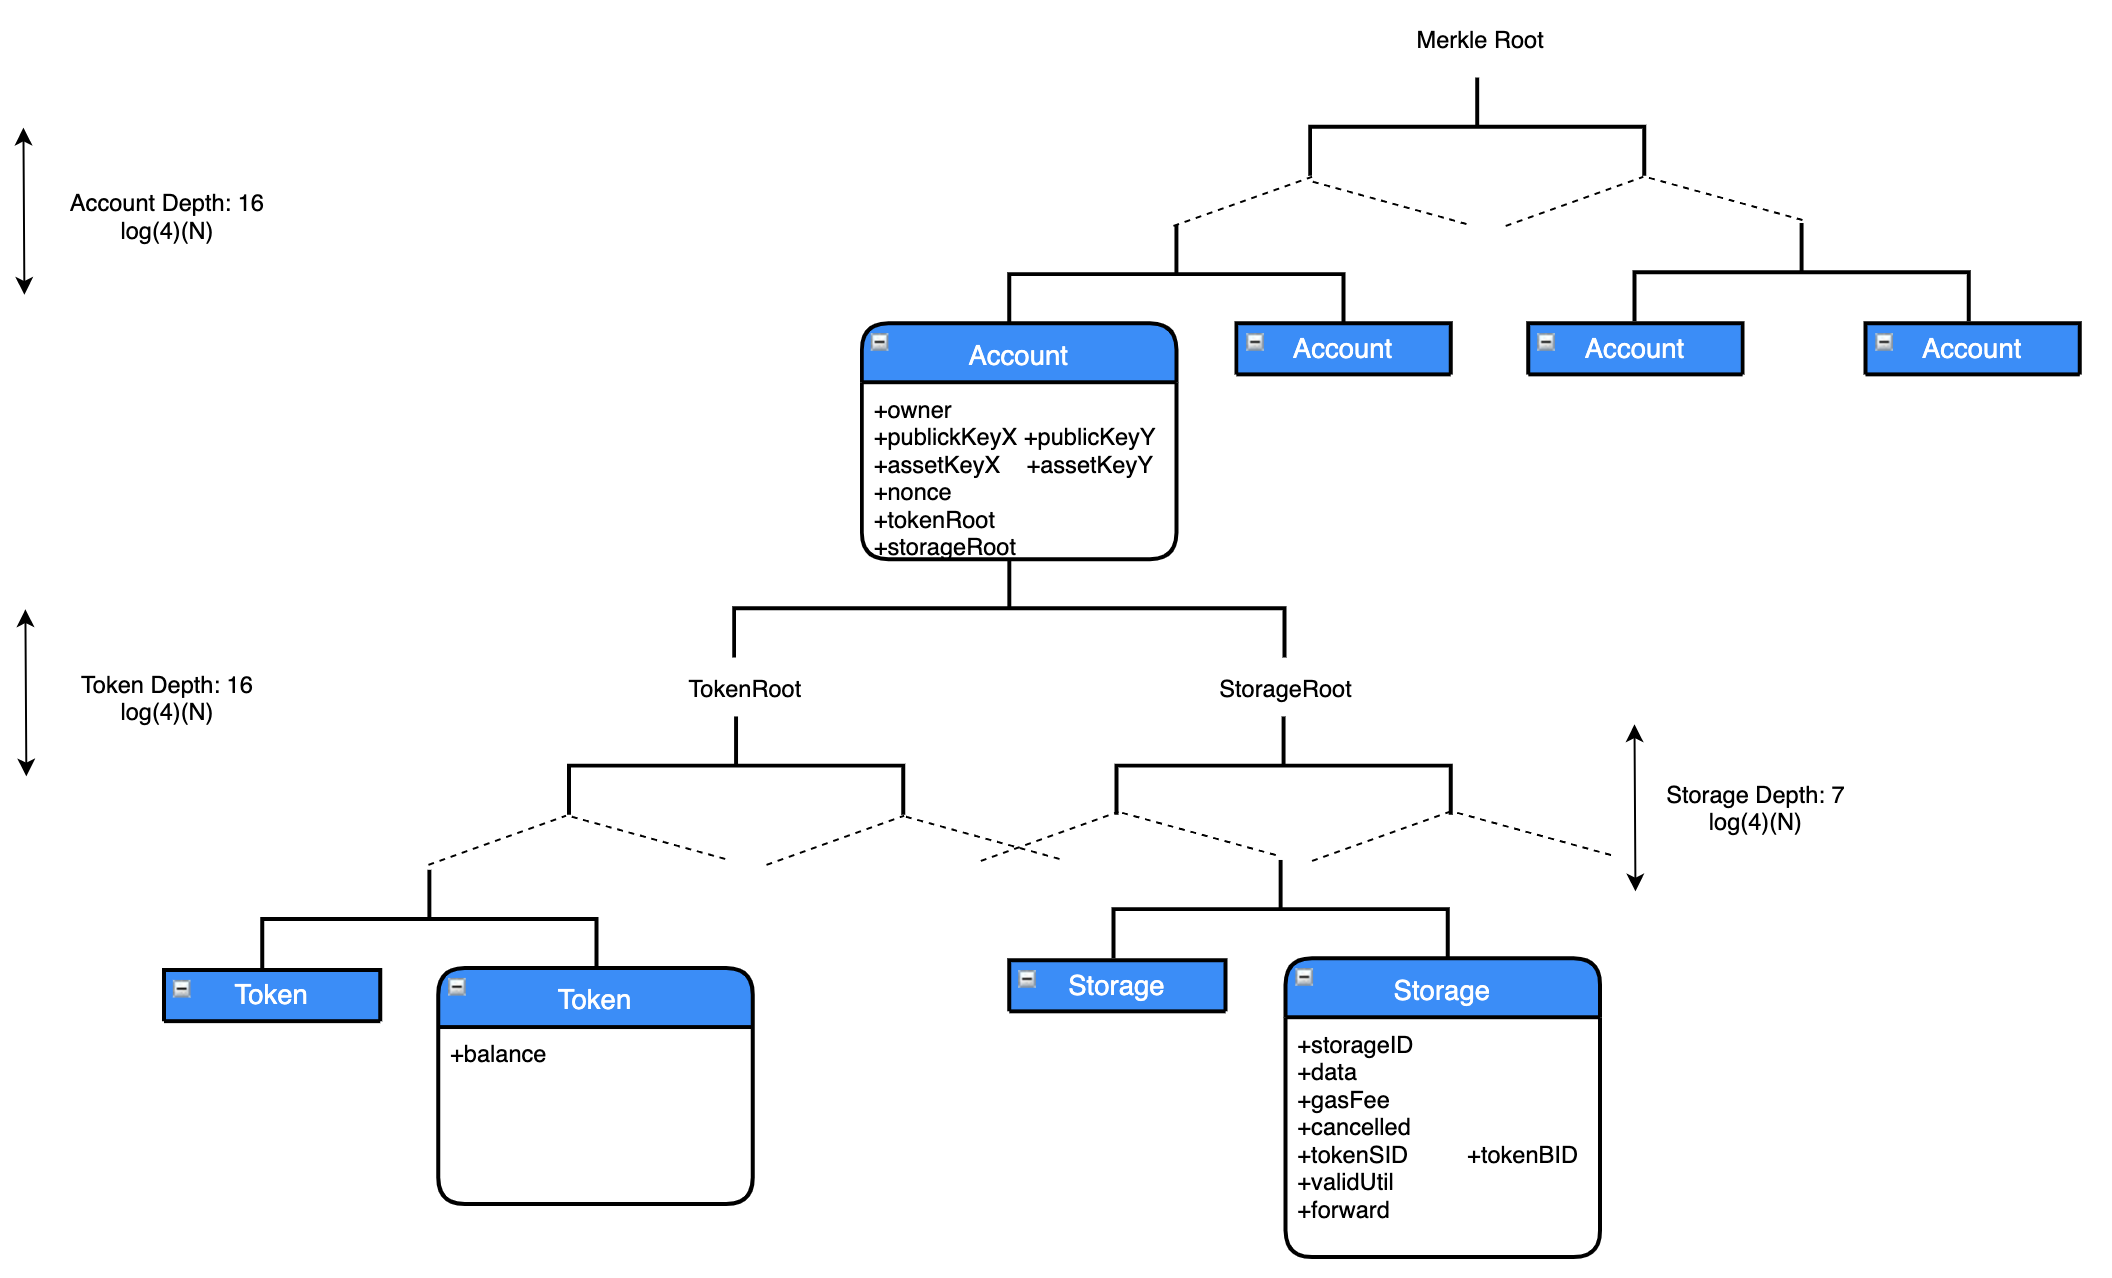 Merkle Root
Account Depth: 16
log(4)(N)
Account
Account
Account
Account
+owner
+publickKeyX +publicKeyY
+assetKeyX +assetKeyY
+nonce
+tokenRoot
+storageRoot
Token Depth: 16
log(4)(N)
TokenRoot
StorageRoot
Storage Depth: 7
log(4)(N)
Token
Token
+balance
Storage
Storage
+storageID
+data
+gasFee
+cancelled
+tokenSID +tokenBID
+validUtil
+forward